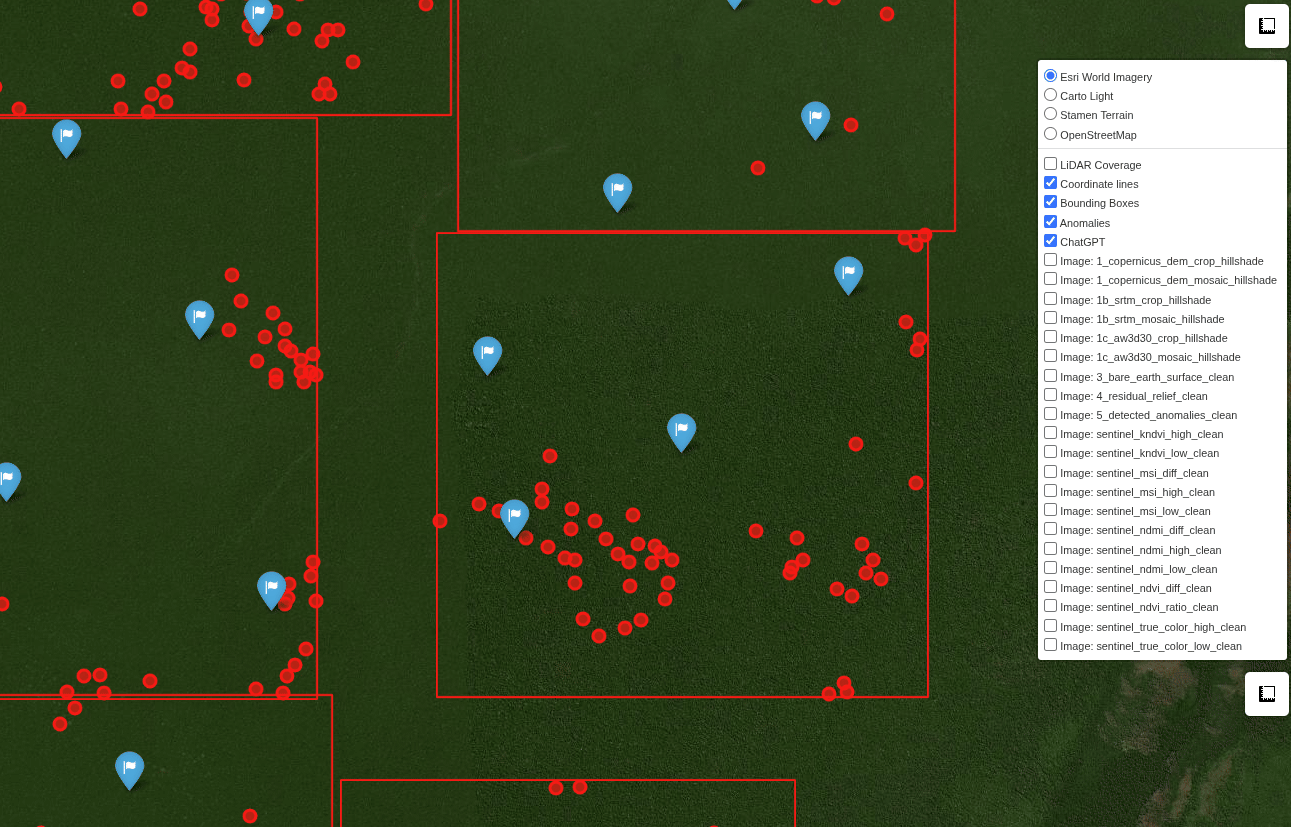 Esri World Imagery
Carto Light
Stamen Terrain
OpenStreetMap
LiDAR Coverage
Coordinate lines
Bounding Boxes
Anomalies
ChatGPT
Image: 1_copernicus_dem_crop_hillshade
Image: 1_copernicus_dem_mosaic_hillshade
Image: 1b_srtm_crop_hillshade
Image: 1b_srtm_mosaic_hillshade
Image: 1c_aw3d30_crop_hillshade
Image: 1c_aw3d30_mosaic_hillshade
Image: 3_bare_earth_surface_clean
Image: 4_residual_relief_clean
Image: 5_detected_anomalies_clean
Image: sentinel_kndvi_high_clean
Image: sentinel_kndvi_low_clean
Image: sentinel_msi_diff_clean
Image: sentinel_msi_high_clean
Image: sentinel_msi_low_clean
Image: sentinel_ndmi_diff_clean
Image: sentinel_ndmi_high_clean
Image: sentinel_ndmi_low_clean
Image: sentinel_ndvi_diff_clean
Image: sentinel_ndvi_ratio_clean
Image: sentinel_true_color_high_clean
Image: sentinel_true_color_low_clean